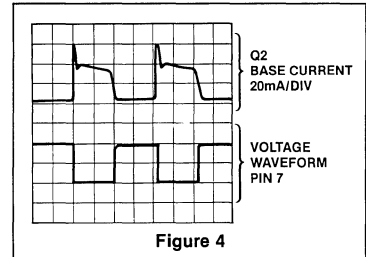 Q2
BASE CURRENT
20mA/DIV
VOLTAGE
WAVEFORM
PIN 7
Figure 4